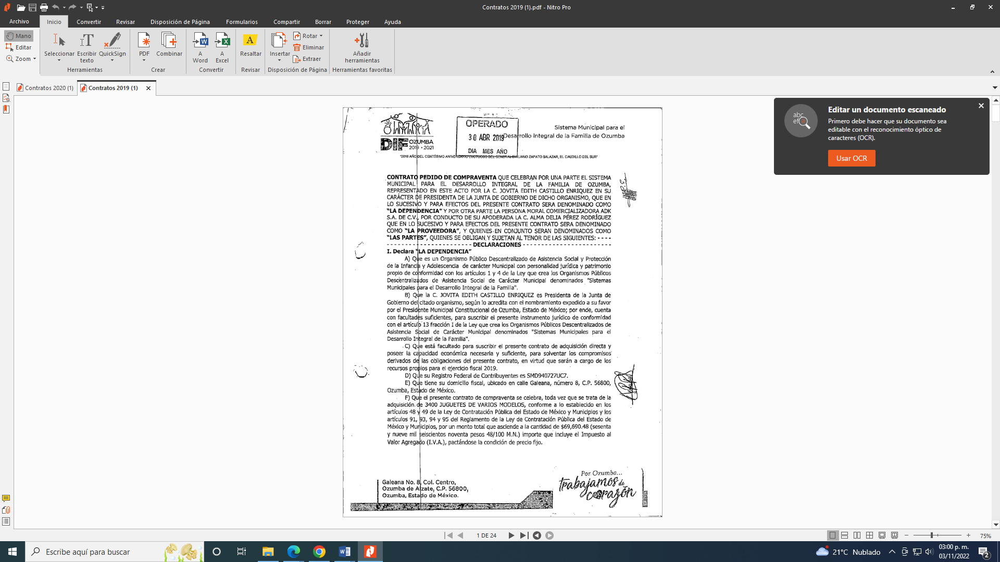 Contratos 2019 (1).pdf - Nitro Pro
Archivo Inicio Convertir Revisar Disposición de Página Formularios Compartir Borrar Proteger Ayuda
Mano
Editar
Zoom
Seleccionar
Escribir texto
QuickSign
Herramientas
PDF
Combinar
Crear
A Word
A Excel
Convertir
Resaltar
Revisar
Insertar
Rotar
Eliminar
Extraer
Disposición de Página
Añadir herramientas
Herramientas favoritas
Contratos 2020 (1)
Contratos 2019 (1)
abc
ef a
Editar un documento escaneado
Primero debe hacer que su documento sea
editable con el reconocimiento óptico de
caracteres (OCR).
Usar OCR
DIF OZUMBA
2019 • 2021
OPERADO
30 ABR 2019
DIA MES AÑO
Sistema Municipal para el
Desarrollo Integral de la Familia de Ozumba
"2019 AÑO DEL CENTÉSIMO ANIVERSARIO LUCTUOSO DEL GENERAL EMILIANO ZAPATO SALAZAR, EL CAUDILLO DEL SUR"
CONTRATO PEDIDO DE COMPRAVENTA QUE CELEBRAN POR UNA PARTE EL SISTEMA
MUNICIPAL PARA EL DESARROLLO INTEGRAL DE LA FAMILIA DE OZUMBA,
REPRESENTADO EN ESTE ACTO POR LA C. JOVITA EDITH CASTILLO ENRIQUEZ EN SU
CARÁCTER DE PRESIDENTA DE LA JUNTA DE GOBIERNO DE DICHO ORGANISMO, QUE EN
LO SUCESIVO Y PARA EFECTOS DEL PRESENTE CONTRATO SERA DENOMINADO COMO
"LA DEPENDENCIA" Y POR OTRA PARTE LA PERSONA MORAL COMERCIALIZADORA ADK
S.A. DE C.V., POR CONDUCTO DE SU APODERADA LA C. ALMA DELIA PÉREZ RODRÍGUEZ
QUE EN LO SUCESIVO Y PARA EFECTOS DEL PRESENTE CONTRATO SERA DENOMINADO
COMO "LA PROVEEDORA", Y QUIENES EN CONJUNTO SERAN DENOMINADOS COMO
"LAS PARTES", QUIENES SE OBLIGAN Y SUJETAN AL TENOR DE LAS SIGUIENTES: - - - -
- - - - - - - - - - - - - - - - - - - - - - - - DECLARACIONES - - - - - - - - - - - - - - - - - - - - - - - - -
I. Declara "LA DEPENDENCIA"
A) Que es un Organismo Público Descentralizado de Asistencia Social y Protección
de la Infancia y Adolescencia de carácter Municipal con personalidad jurídica y patrimonio
propio de conformidad con los artículos 1 y 4 de la Ley que crea los Organismos Públicos
Descentralizados de Asistencia Social de Carácter Municipal denominados "Sistemas
Municipales para el Desarrollo Integral de la Familia".
B) Que la C. JOVITA EDITH CASTILLO ENRIQUEZ es Presidenta de la Junta de
Gobierno del citado organismo, según lo acredita con el nombramiento expedido a su favor
por el Presidente Municipal Constitucional de Ozumba, Estado de México; por ende, cuenta
con facultades suficientes, para suscribir el presente instrumento jurídico de conformidad
con el artículo 13 fracción I de la Ley que crea los Organismos Públicos Descentralizados de
Asistencia Social de Carácter Municipal denominados "Sistemas Municipales para el
Desarrollo Integral de la Familia".
C) Que está facultado para suscribir el presente contrato de adquisición directa y
poseer la capacidad económica necesaria y suficiente, para solventar los compromisos
derivados de las obligaciones del presente contrato, en virtud que serán a cargo de los
recursos propios para el ejercicio fiscal 2019.
D) Que su Registro Federal de Contribuyentes es SMD940727UC7.
E) Que tiene su domicilio fiscal, ubicado en calle Galeana, número 8, C.P. 56800,
Ozumba, Estado de México.
F) Que el presente contrato de compraventa se celebra, toda vez que se trata de la
adquisición de 3400 JUGUETES DE VARIOS MODELOS, conforme a lo establecido en los
artículos 48 y 49 de la Ley de Contratación Pública del Estado de México y Municipios y los
artículos 91, 93, 94 y 95 del Reglamento de la Ley de Contratación Pública del Estado de
México y Municipios, por un monto total que asciende a la cantidad de $69,690.48 (sesenta
y nueve mil seiscientos noventa pesos 48/100 M.N.) importe que incluye el Impuesto al
Valor Agregado (I.V.A.), pactándose la condición de precio fijo.
Galeana No. 8, Col. Centro,
Ozumba de Alzate, C.P. 56800,
Ozumba, Estado de México.
Por Ozumba...
trabajamos de
corazón
1 DE 24
75%
Escribe aquí para buscar
21°C Nublado
03:00 p. m.
03/11/2022
2